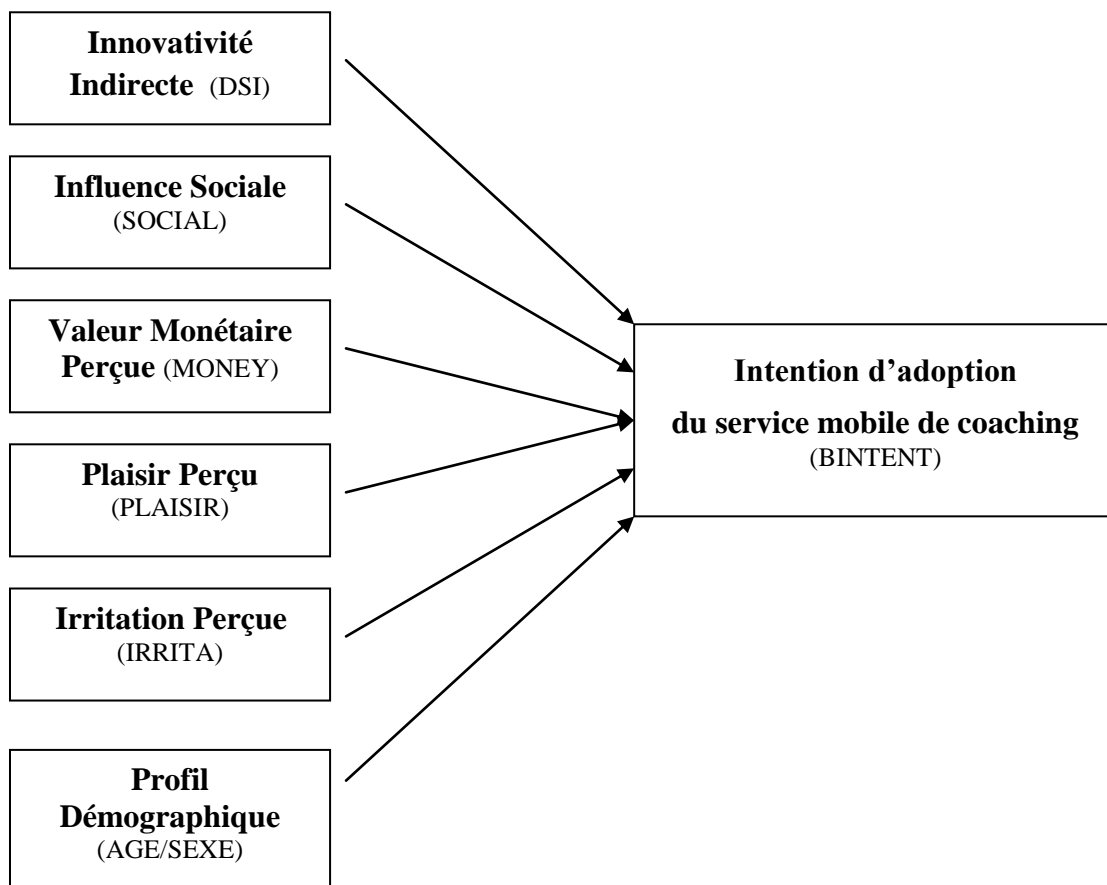 Innovativité
Indirecte (DSI)
Influence Sociale
(SOCIAL)
Valeur Monétaire
Perçue (MONEY)
Plaisir Perçu
(PLAISIR)
Irritation Perçue
(IRRITA)
Profil
Démographique
(AGE/SEXE)
Intention d’adoption
du service mobile de coaching
(BINTENT)